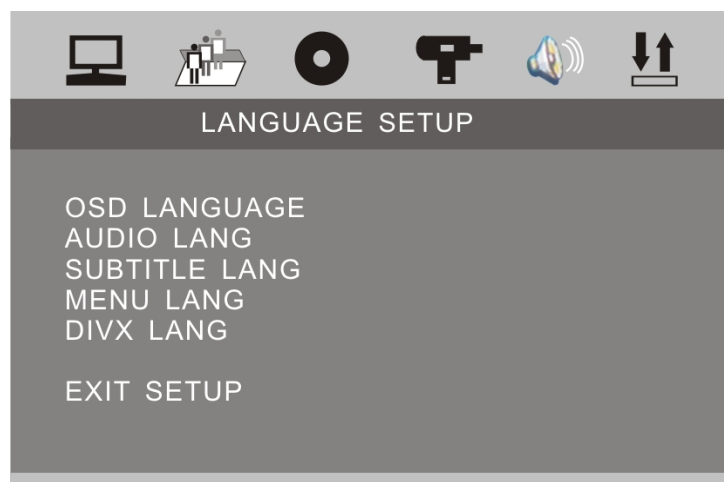 LANGUAGE SETUP
OSD LANGUAGE
AUDIO LANG
SUBTITLE LANG
MENU LANG
DIVX LANG
EXIT SETUP